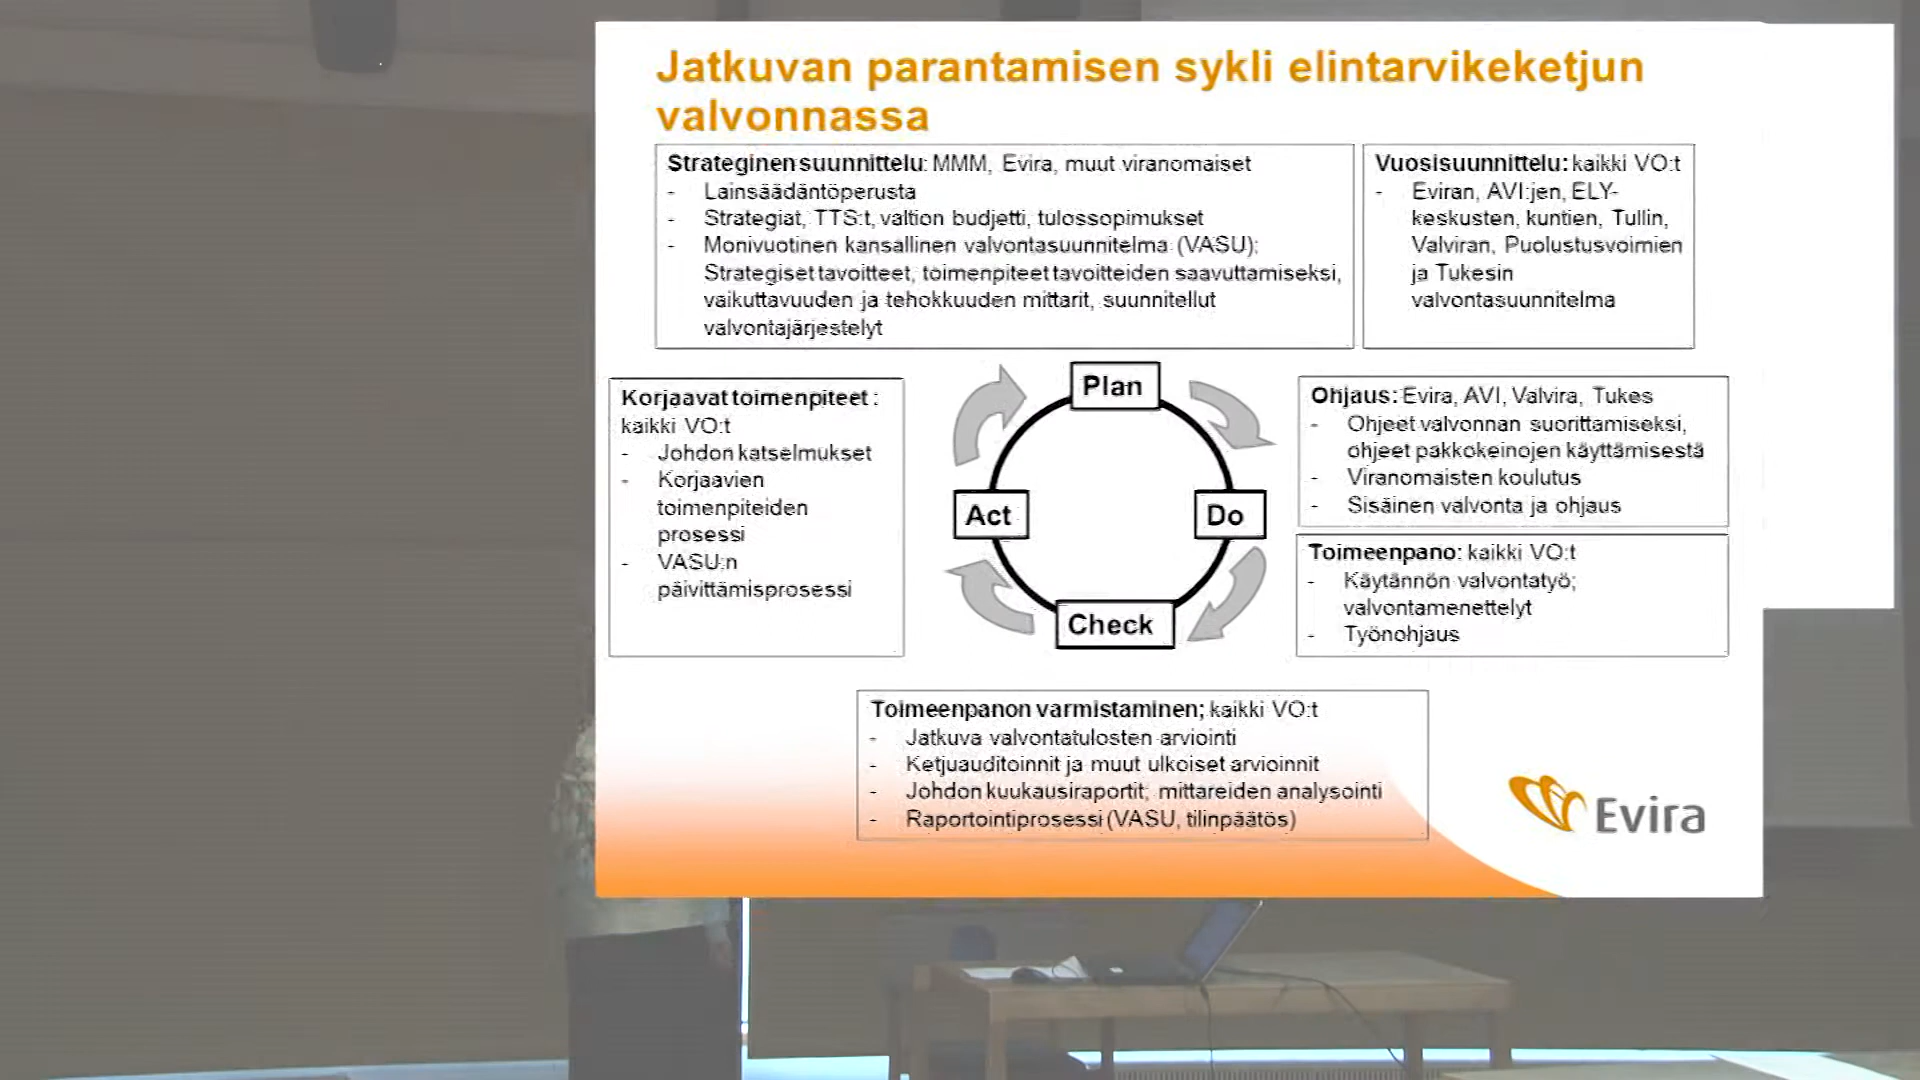 Jatkuvan parantamisen sykli elintarvikeketjun
valvonnassa
Strateginen suunnittelu: MMM, Evira, muut viranomaiset
- Lainsäädäntöperusta
- Strategiat, TTS:t, valtion budjetti, tulossopimukset
- Monivuotinen kansallinen valvontasuunnitelma (VASU):
Strategiset tavoitteet, toimenpiteet tavoitteiden saavuttamiseksi,
vaikuttavuuden ja tehokkuuden mittarit, suunnitellut
valvontajärjestelyt
Vuosisuunnittelu: kaikki VO:t
- Eviran, AVI:jen, ELY-
keskusten, kuntien, Tullin,
Valviran, Puolustusvoimien
ja Tukesin
valvontasuunnitelma
Korjaavat toimenpiteet :
kaikki VO:t
- Johdon katselmukset
- Korjaavien
toimenpiteiden
prosessi
- VASU:n
päivittämisprosessi
Plan
Act
Do
Check
Ohjaus: Evira, AVI, Valvira, Tukes
- Ohjeet valvonnan suorittamiseksi,
ohjeet pakkokeinojen käyttämisestä
- Viranomaisten koulutus
- Sisäinen valvonta ja ohjaus
Toimeenpano: kaikki VO:t
- Käytännön valvontatyö;
valvontamenettelyt
- Työnohjaus
Toimeenpanon varmistaminen; kaikki VO:t
- Jatkuva valvontatulosten arviointi
- Ketjuauditoinnit ja muut ulkoiset arvioinnit
- Johdon kuukausiraportit; mittareiden analysointi
- Raportointiprosessi (VASU, tilinpäätös)
Evira